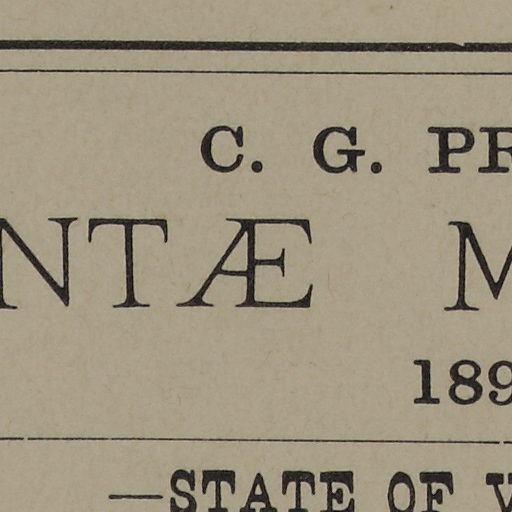 C. G. PR
NTÆ M
189
—STATE OF V